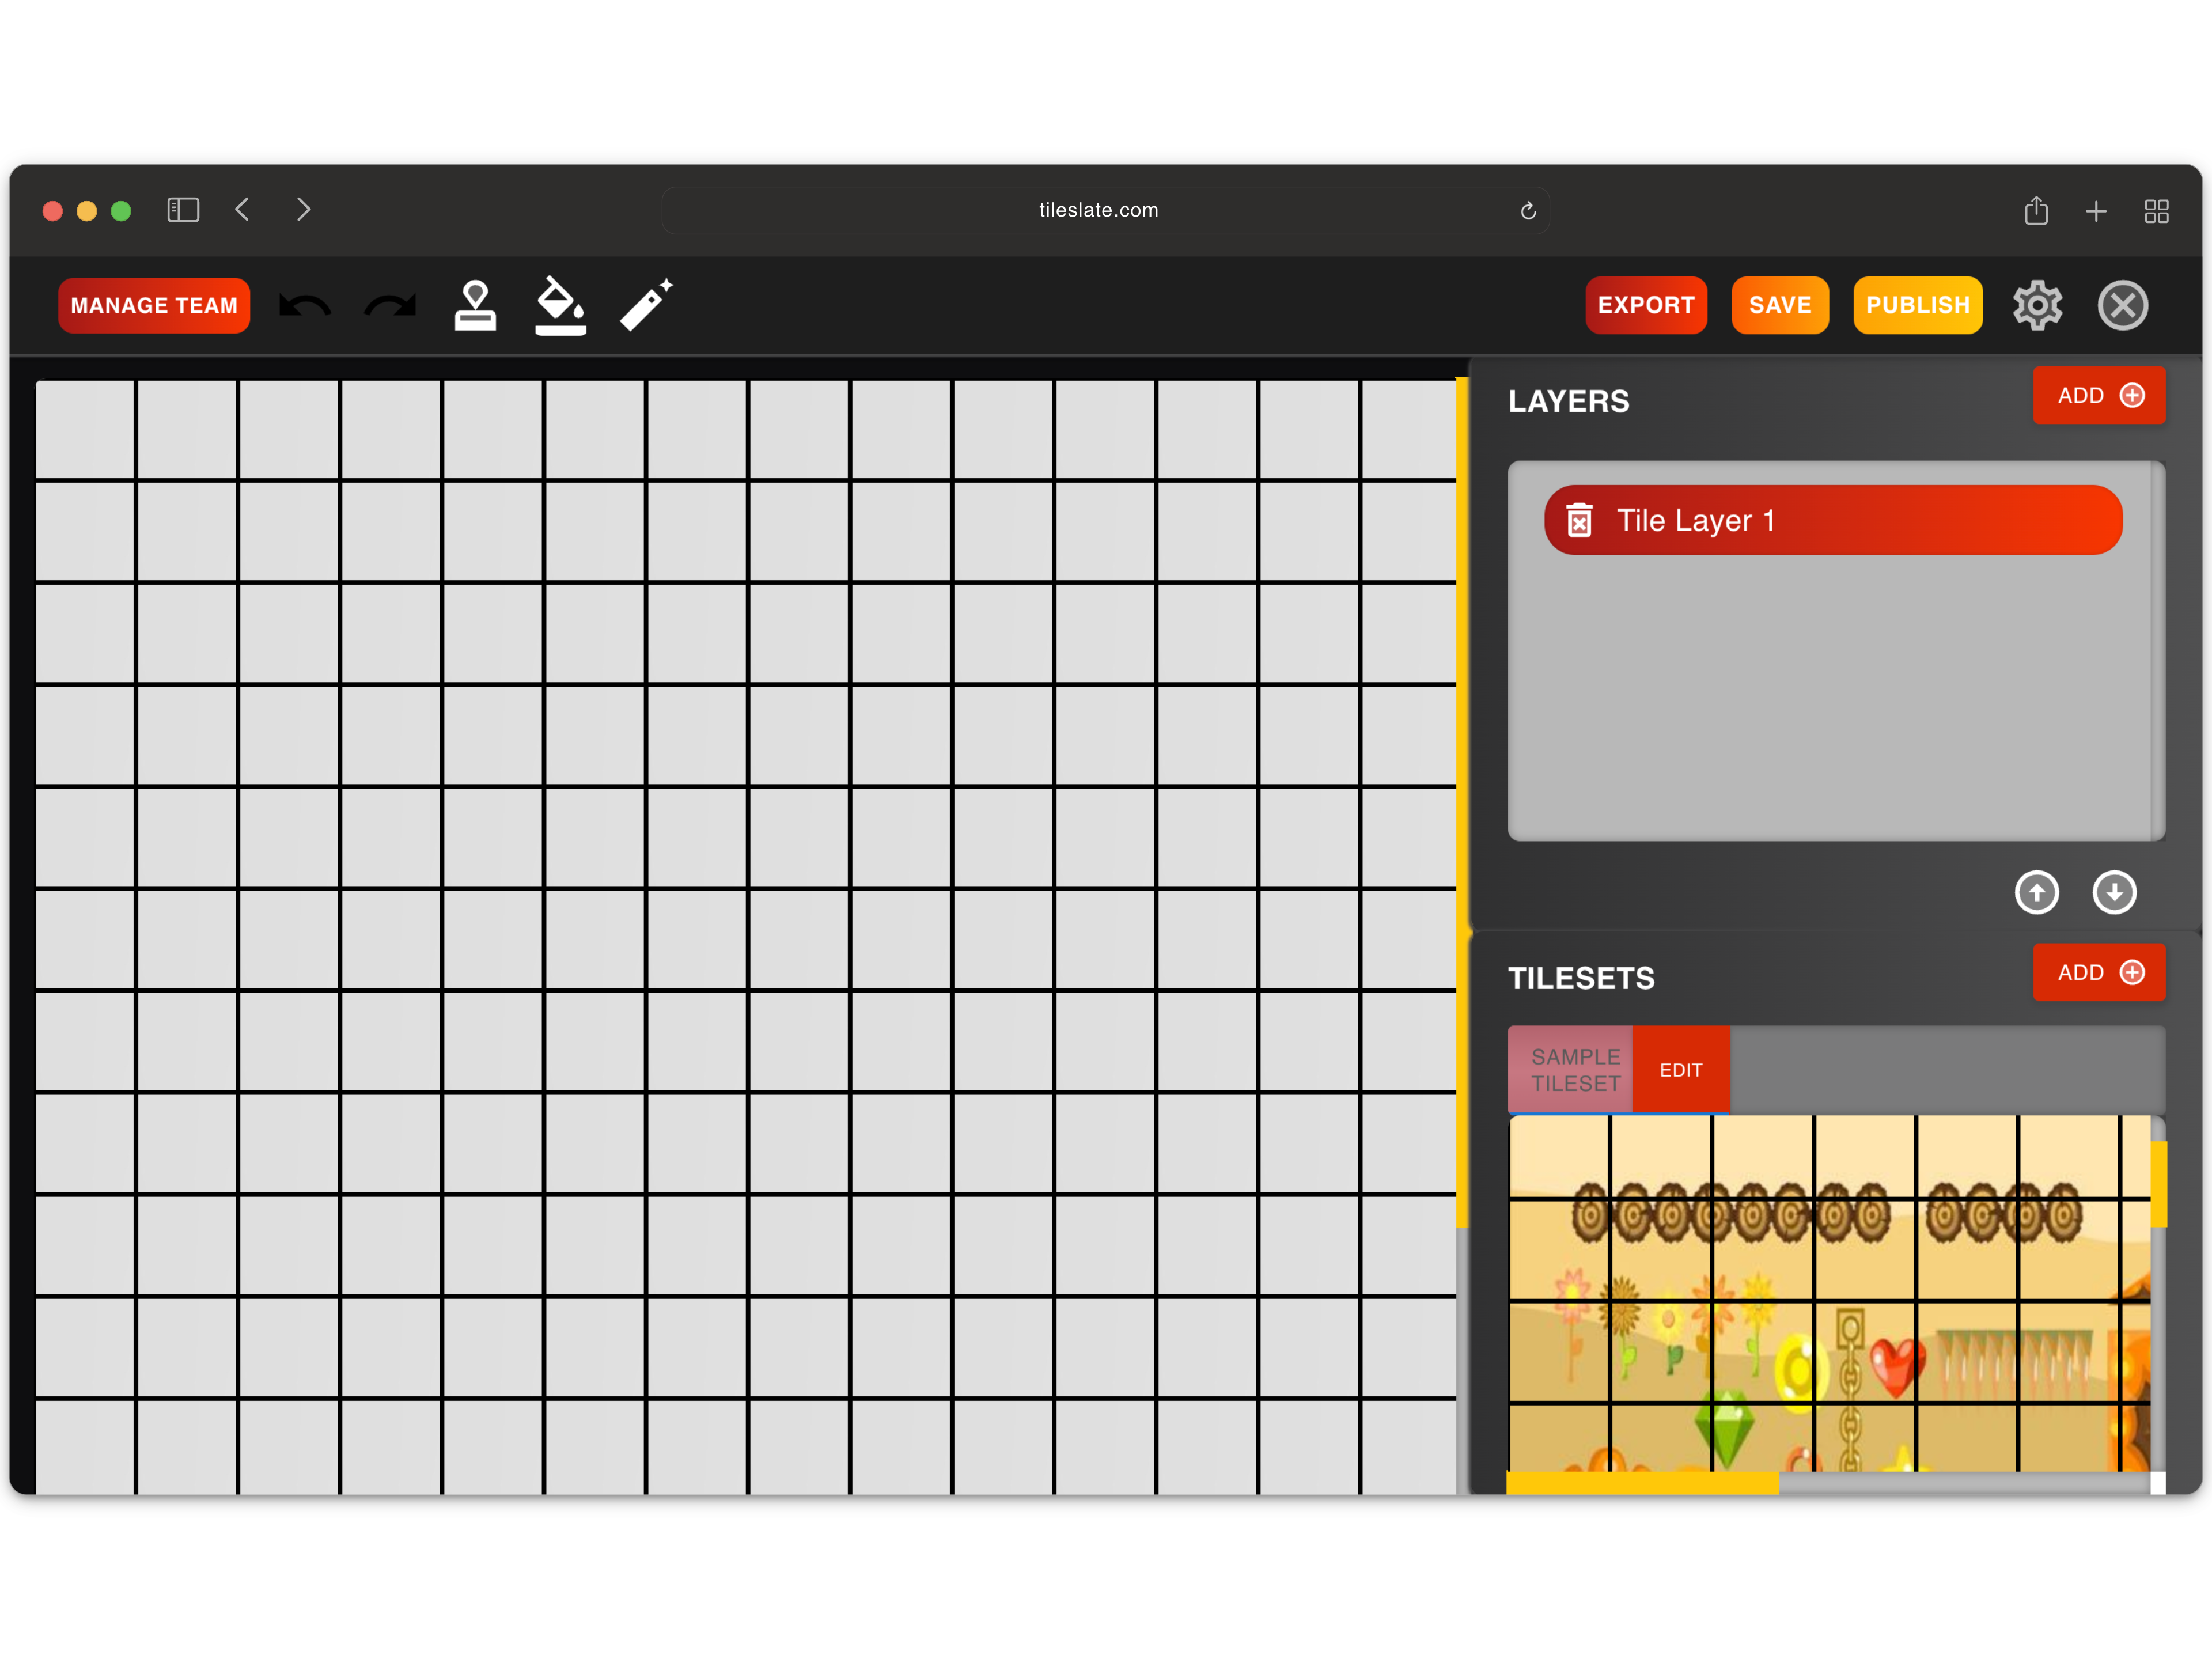 tileslate.com
MANAGE TEAM
EXPORT
SAVE
PUBLISH
LAYERS
ADD
Tile Layer 1
TILESETS
ADD
SAMPLE
TILESET
EDIT